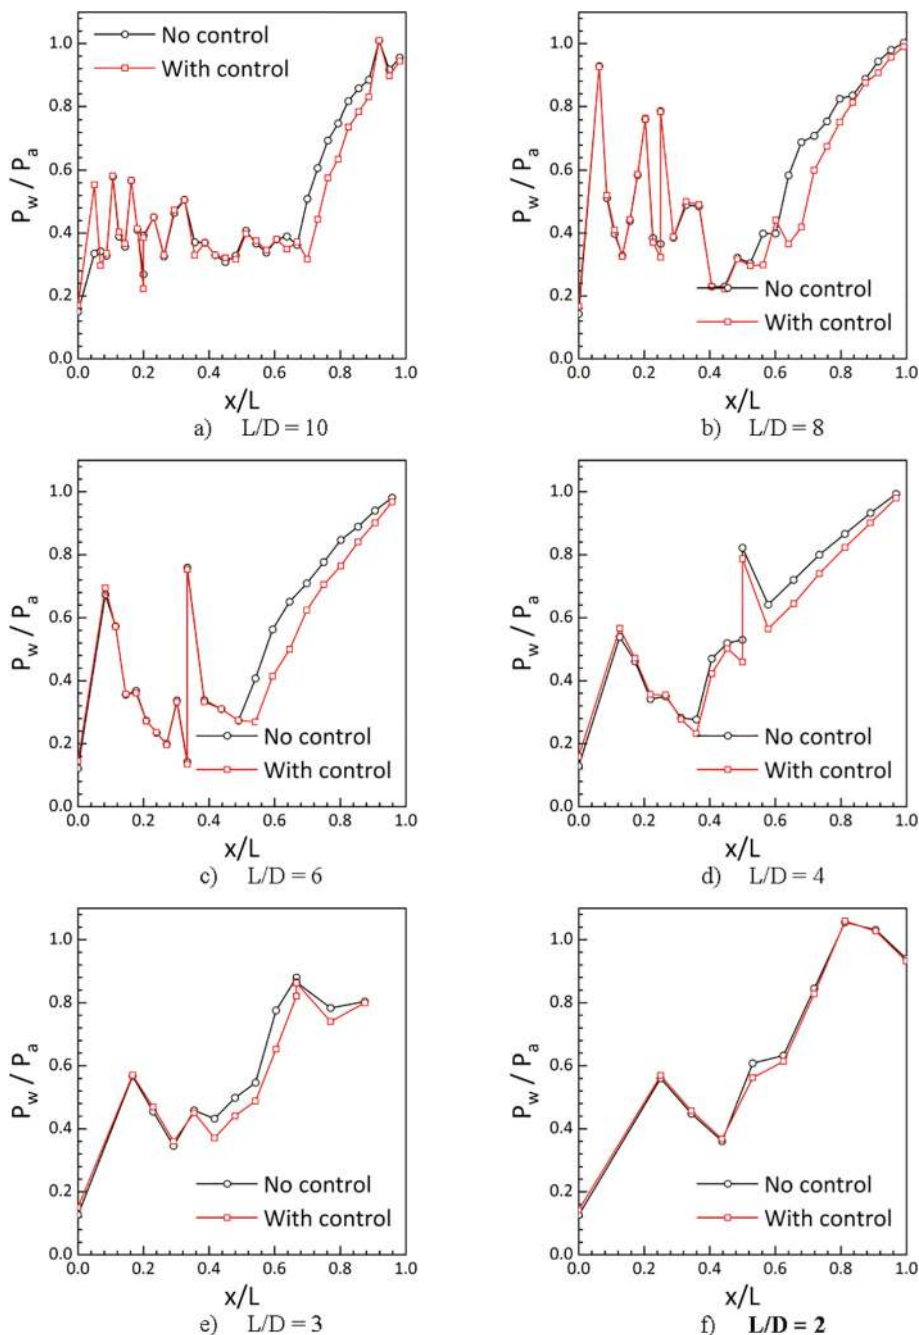 No control
With control
1.0
0.8
0.6
0.4
0.2
0.0
Pw / Pa
0.0 0.2 0.4 0.6 0.8 1.0
x/L
a) L/D = 10
1.0
0.8
0.6
0.4
0.2
0.0
Pw / Pa
No control
With control
0.0 0.2 0.4 0.6 0.8 1.0
x/L
b) L/D = 8
1.0
0.8
0.6
0.4
0.2
0.0
Pw / Pa
No control
With control
0.0 0.2 0.4 0.6 0.8 1.0
x/L
c) L/D = 6
1.0
0.8
0.6
0.4
0.2
0.0
Pw / Pa
No control
With control
0.0 0.2 0.4 0.6 0.8 1.0
x/L
d) L/D = 4
1.0
0.8
0.6
0.4
0.2
0.0
Pw / Pa
No control
With control
0.0 0.2 0.4 0.6 0.8 1.0
x/L
e) L/D = 3
1.0
0.8
0.6
0.4
0.2
0.0
Pw / Pa
No control
With control
0.0 0.2 0.4 0.6 0.8 1.0
x/L
f) L/D = 2